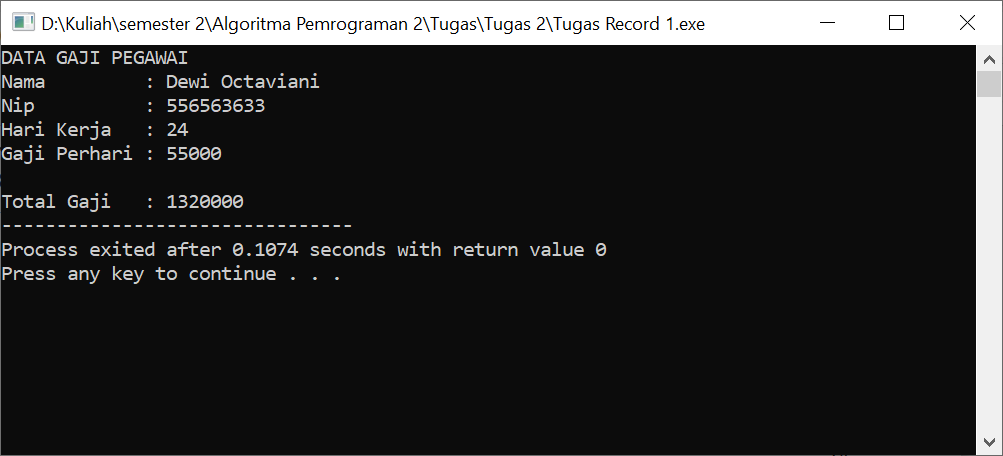 D:\Kuliah\semester 2\Algoritma Pemrograman 2\Tugas\Tugas 2\Tugas Record 1.exe
DATA GAJI PEGAWAI
Nama         : Dewi Octaviani
Nip          : 556563633
Hari Kerja   : 24
Gaji Perhari : 55000
Total Gaji   : 1320000
--------------------------------
Process exited after 0.1074 seconds with return value 0
Press any key to continue . . .